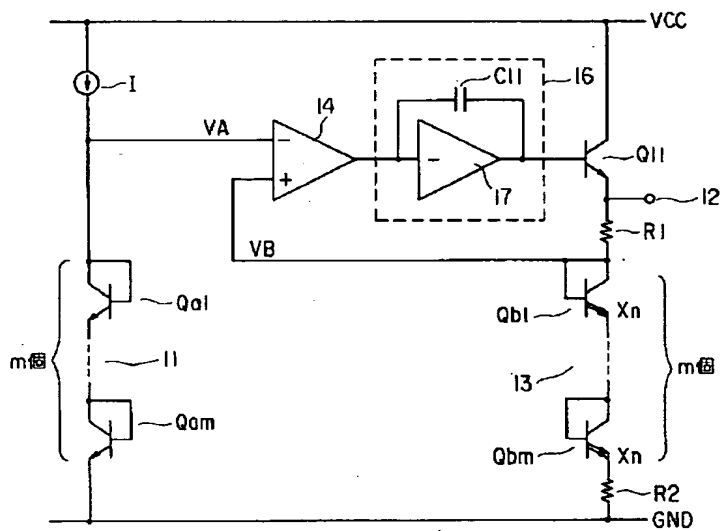 VCC
I
VA
14
C11
16
−
+
−
17
Q11
12
R1
VB
m個
Qa1
11
Qam
Qb1
Xn
13
m個
Qbm
Xn
R2
GND